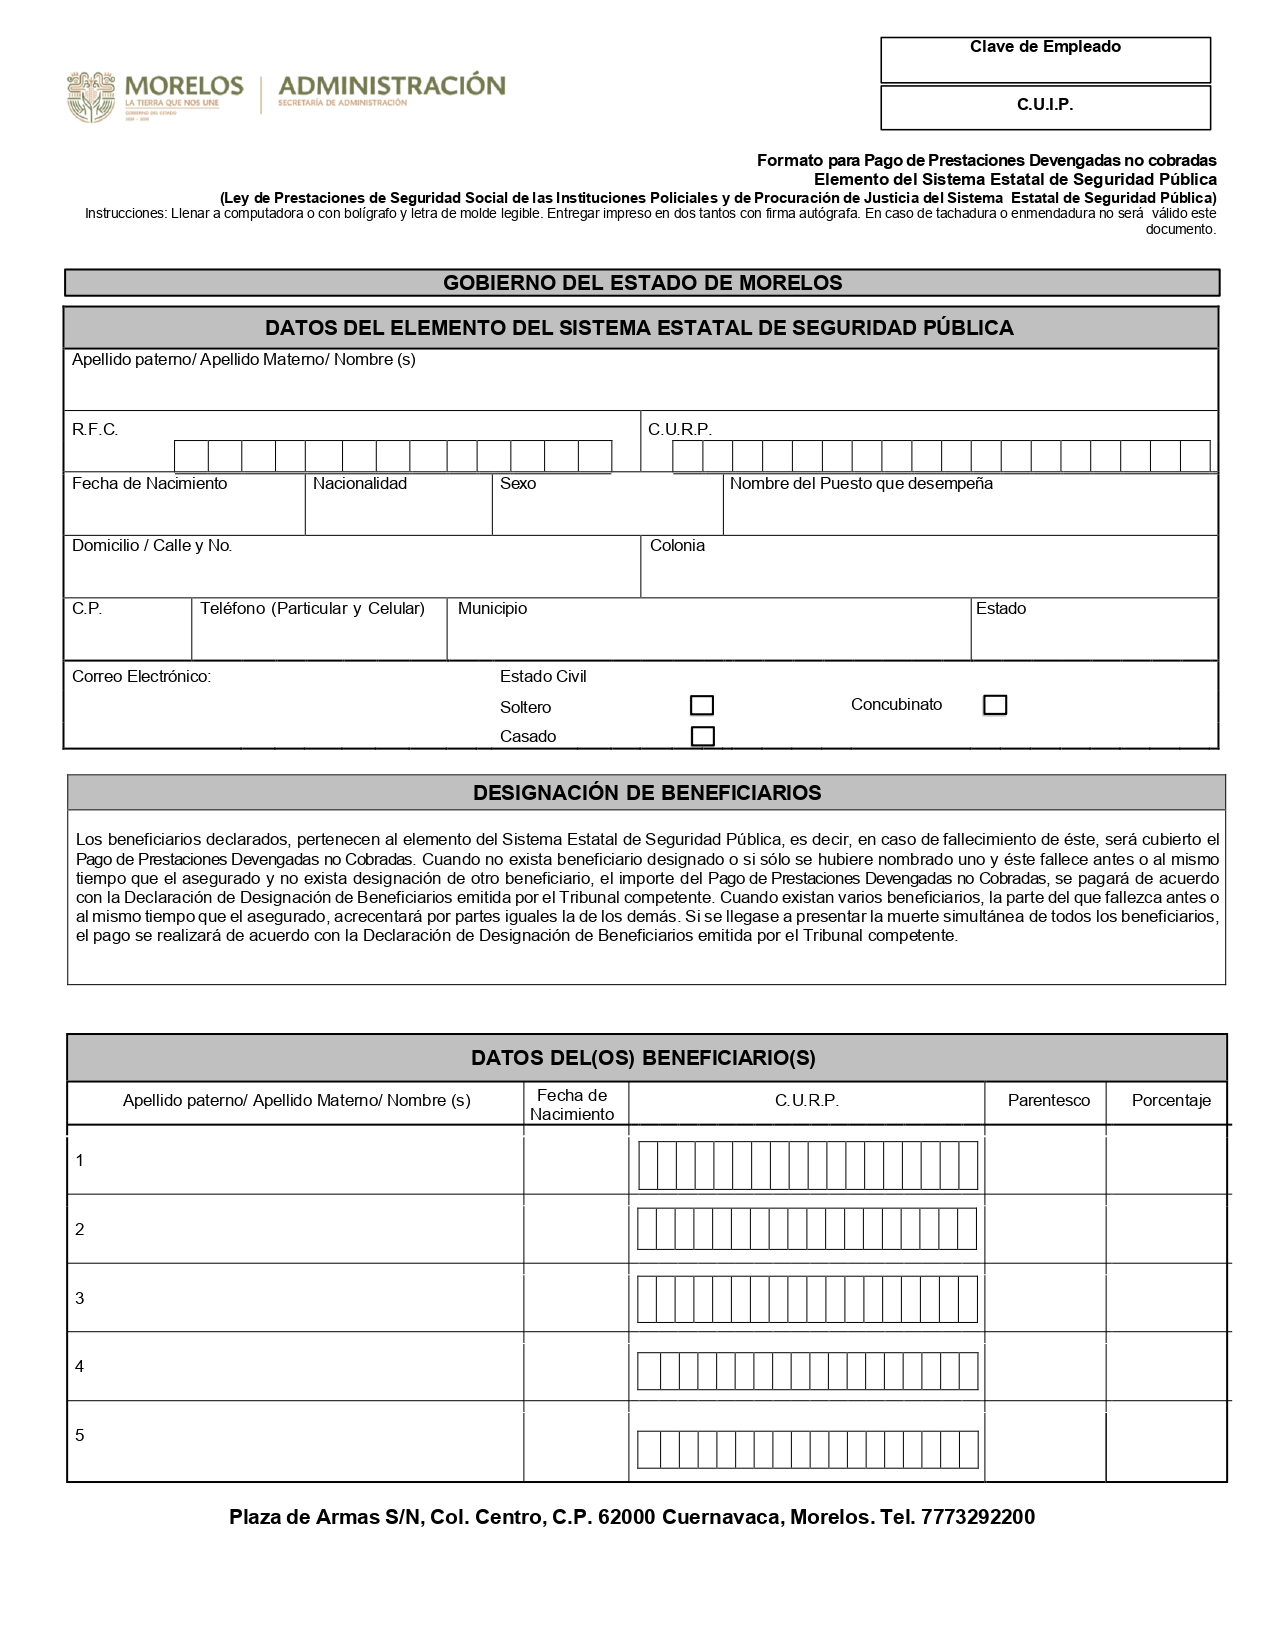 Clave de Empleado
C.U.I.P.
MORELOS
LA TIERRA QUE NOS UNE
GOBIERNO DEL ESTADO
ADMINISTRACIÓN
SECRETARÍA DE ADMINISTRACIÓN
Formato para Pago de Prestaciones Devengadas no cobradas
Elemento del Sistema Estatal de Seguridad Pública
(Ley de Prestaciones de Seguridad Social de las Instituciones Policiales y de Procuración de Justicia del Sistema Estatal de Seguridad Pública)
Instrucciones: Llenar a computadora o con bolígrafo y letra de molde legible. Entregar impreso en dos tantos con firma autógrafa. En caso de tachadura o enmendadura no será válido este
documento.
GOBIERNO DEL ESTADO DE MORELOS
DATOS DEL ELEMENTO DEL SISTEMA ESTATAL DE SEGURIDAD PÚBLICA
Apellido paterno/ Apellido Materno/ Nombre (s)
R.F.C.
C.U.R.P.
Fecha de Nacimiento
Nacionalidad
Sexo
Nombre del Puesto que desempeña
Domicilio / Calle y No.
Colonia
C.P.
Teléfono (Particular y Celular)
Municipio
Estado
Correo Electrónico:
Estado Civil
Soltero
Concubinato
Casado
DESIGNACIÓN DE BENEFICIARIOS
Los beneficiarios declarados, pertenecen al elemento del Sistema Estatal de Seguridad Pública, es decir, en caso de fallecimiento de éste, será cubierto el
Pago de Prestaciones Devengadas no Cobradas. Cuando no exista beneficiario designado o si sólo se hubiere nombrado uno y éste fallece antes o al mismo
tiempo que el asegurado y no exista designación de otro beneficiario, el importe del Pago de Prestaciones Devengadas no Cobradas, se pagará de acuerdo
con la Declaración de Designación de Beneficiarios emitida por el Tribunal competente. Cuando existan varios beneficiarios, la parte del que fallezca antes o
al mismo tiempo que el asegurado, acrecentará por partes iguales la de los demás. Si se llegase a presentar la muerte simultánea de todos los beneficiarios,
el pago se realizará de acuerdo con la Declaración de Designación de Beneficiarios emitida por el Tribunal competente.
DATOS DEL(OS) BENEFICIARIO(S)
Apellido paterno/ Apellido Materno/ Nombre (s)
Fecha de
Nacimiento
C.U.R.P.
Parentesco
Porcentaje
1
2
3
4
5
Plaza de Armas S/N, Col. Centro, C.P. 62000 Cuernavaca, Morelos. Tel. 7773292200